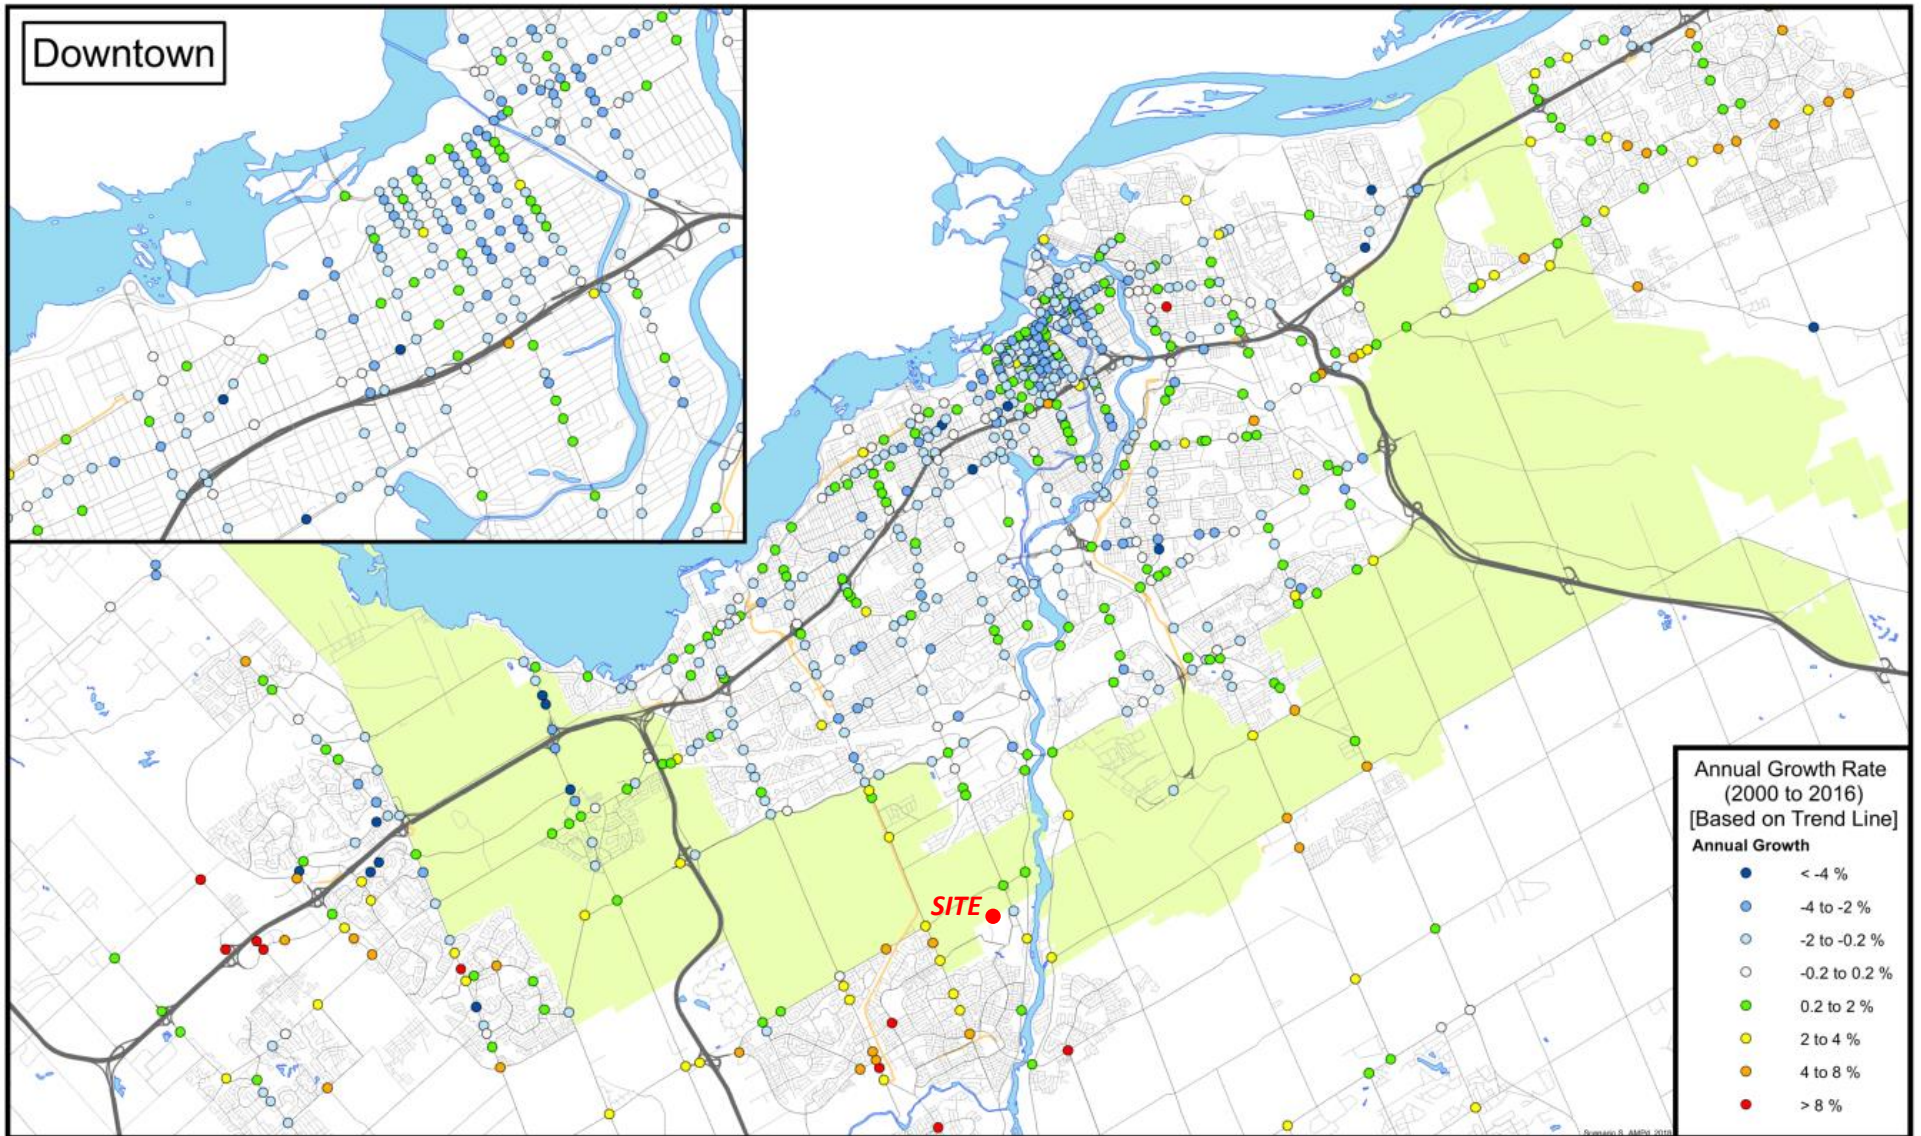 Downtown
SITE
Annual Growth Rate
(2000 to 2016)
[Based on Trend Line]
Annual Growth
< -4 %
-4 to -2 %
-2 to -0.2 %
-0.2 to 0.2 %
0.2 to 2 %
2 to 4 %
4 to 8 %
> 8 %